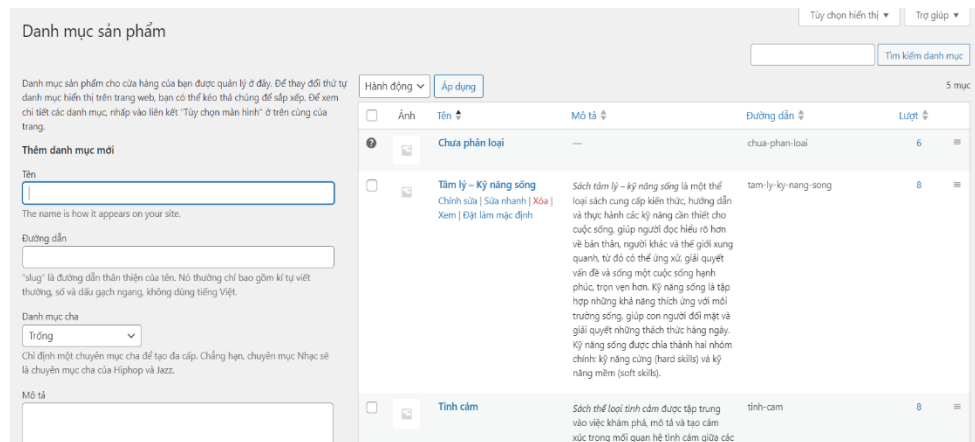 Tùy chọn hiển thị ▼
Trợ giúp ▼
Danh mục sản phẩm
Tìm kiếm danh mục
Danh mục sản phẩm cho cửa hàng của bạn được quản lý ở đây. Để thay đổi thứ tự
danh mục hiển thị trên trang web, bạn có thể kéo thả chúng để sắp xếp. Để xem
chi tiết các danh mục, nhấp vào liên kết "Tùy chọn màn hình" ở trên cùng của
trang.
Thêm danh mục mới
Tên
The name is how it appears on your site.
Đường dẫn
"slug" là đường dẫn thân thiện của tên. Nó thường chỉ bao gồm kí tự viết
thường, số và dấu gạch ngang, không dùng tiếng Việt.
Danh mục cha
Trống
Chỉ định một chuyên mục cha để tạo đa cấp. Chẳng hạn, chuyên mục Nhạc sẽ
là chuyên mục cha của Hiphop và Jazz.
Mô tả
Hành động
Áp dụng
5 mục
Ảnh
Tên
Mô tả
Đường dẫn
Lượt
Chưa phân loại
—
chua-phan-loai
6
Tâm lý – Kỹ năng sống
Chỉnh sửa | Sửa nhanh | Xóa |
Xem | Đặt làm mặc định
Sách tâm lý – kỹ năng sống là một thể
loại sách cung cấp kiến thức, hướng dẫn
và thực hành các kỹ năng cần thiết cho
cuộc sống, giúp người đọc hiểu rõ hơn
về bản thân, người khác và thế giới xung
quanh, từ đó có thể ứng xử, giải quyết
vấn đề và sống một cuộc sống hạnh
phúc, trọn vẹn hơn. Kỹ năng sống là tập
hợp những khả năng thích ứng với môi
trường sống, giúp con người đối mặt và
giải quyết những thách thức hàng ngày.
Kỹ năng sống được chia thành hai nhóm
chính: kỹ năng cứng (hard skills) và kỹ
năng mềm (soft skills).
tam-ly-ky-nang-song
8
Tình cảm
Sách thể loại tình cảm được tập trung
vào việc khám phá, mô tả và tạo cảm
xúc trong mối quan hệ tình cảm giữa các
tinh-cam
8